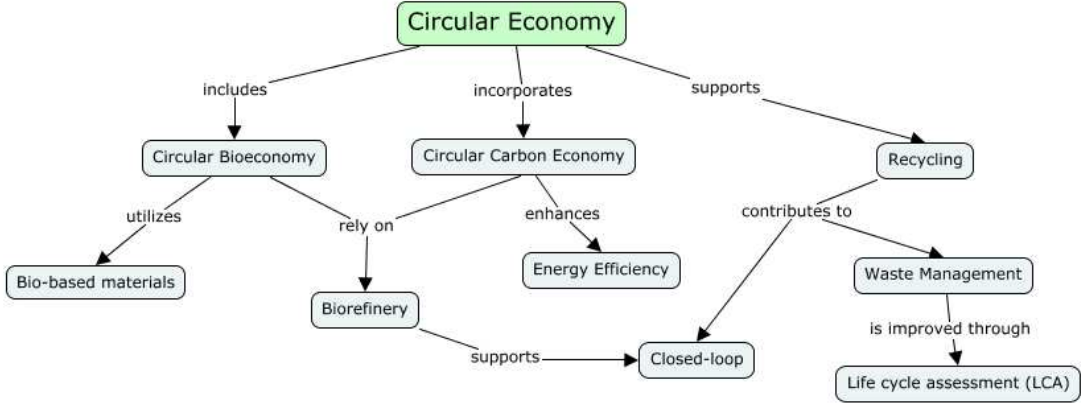 Circular Economy
includes
incorporates
supports
Circular Bioeconomy
Circular Carbon Economy
Recycling
utilizes
rely on
enhances
contributes to
Bio-based materials
Energy Efficiency
Waste Management
Biorefinery
is improved through
supports
Closed-loop
Life cycle assessment (LCA)